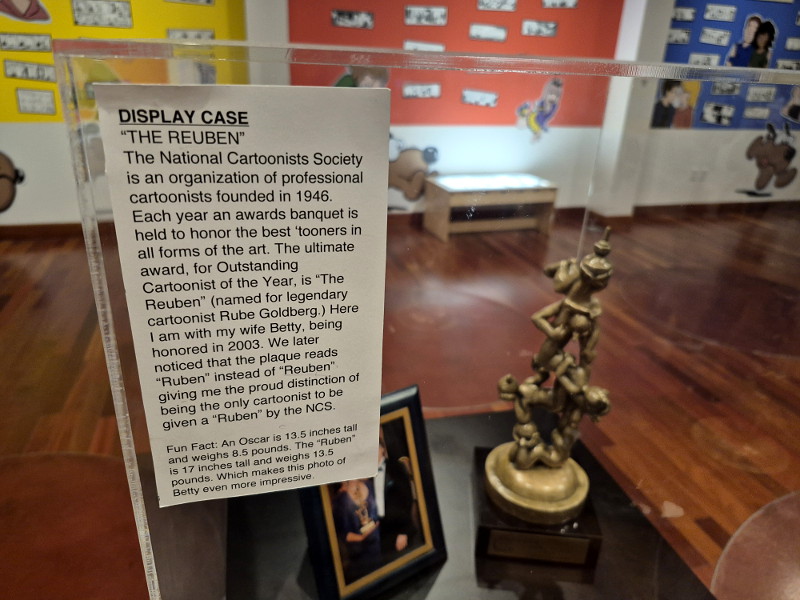 DISPLAY CASE
"THE REUBEN"
The National Cartoonists Society
is an organization of professional
cartoonists founded in 1946.
Each year an awards banquet is
held to honor the best 'tooners in
all forms of the art. The ultimate
award, for Outstanding
Cartoonist of the Year, is "The
Reuben" (named for legendary
cartoonist Rube Goldberg.) Here
I am with my wife Betty, being
honored in 2003. We later
noticed that the plaque reads
"Ruben" instead of "Reuben"
giving me the proud distinction of
being the only cartoonist to be
given a "Ruben" by the NCS.
Fun Fact: An Oscar is 13.5 inches tall
and weighs 8.5 pounds. The "Ruben"
is 17 inches tall and weighs 13.5
pounds. Which makes this photo of
Betty even more impressive.